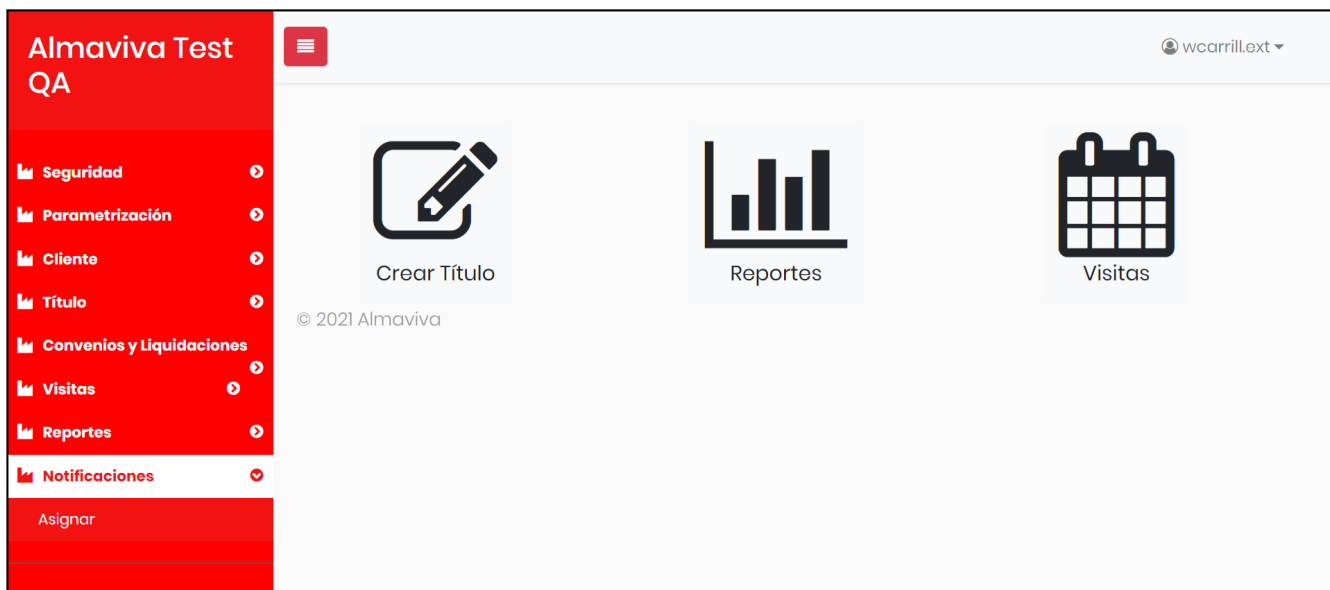 Almaviva Test
QA
wcarrill.ext
Seguridad
Parametrización
Cliente
Título
Convenios y Liquidaciones
Visitas
Reportes
Notificaciones
Asignar
Crear Título
Reportes
Visitas
© 2021 Almaviva